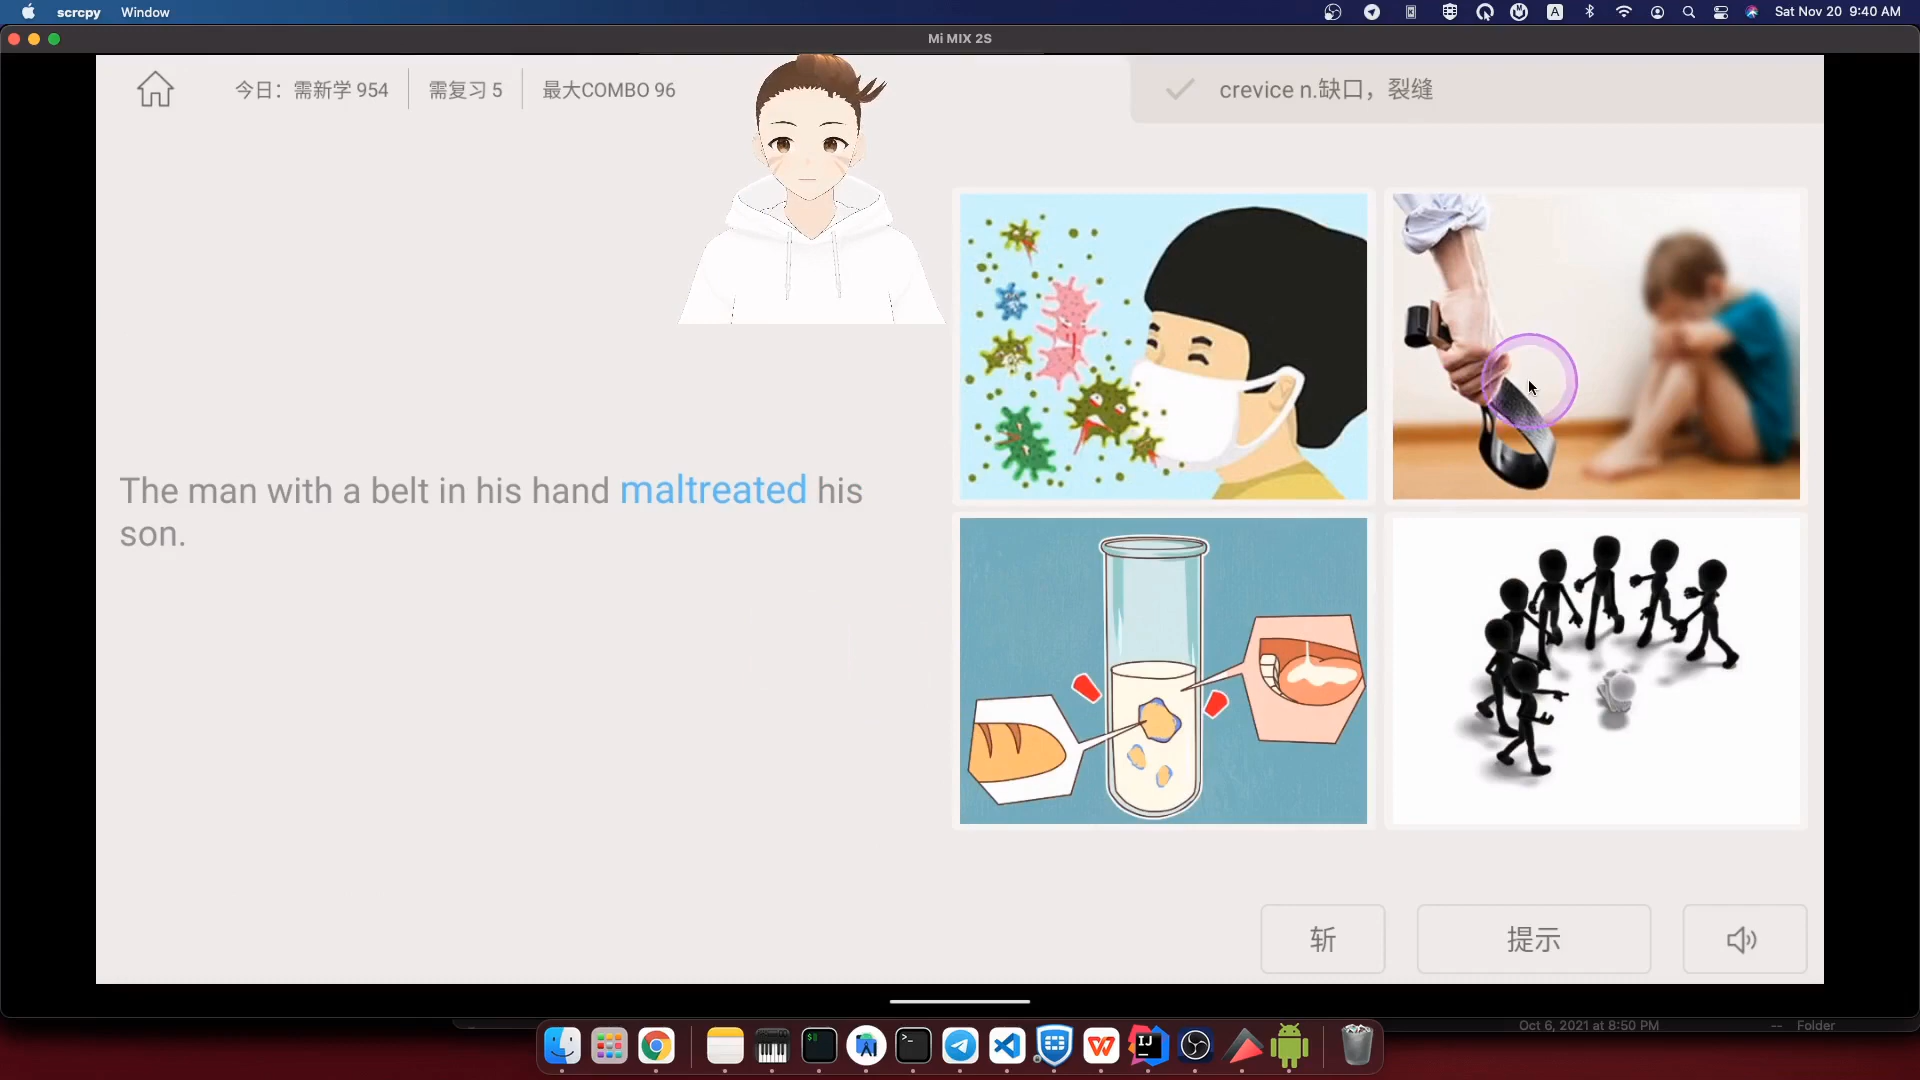 scrcpy Window
A
Sat Nov 20 9:40 AM
Mi MIX 2S
今日：需新学 954 需复习 5 最大COMBO 96
crevice n.缺口，裂缝
The man with a belt in his hand maltreated his
son.
斩 提示
Oct 6, 2021 at 8:50 PM -- Folder
IJ